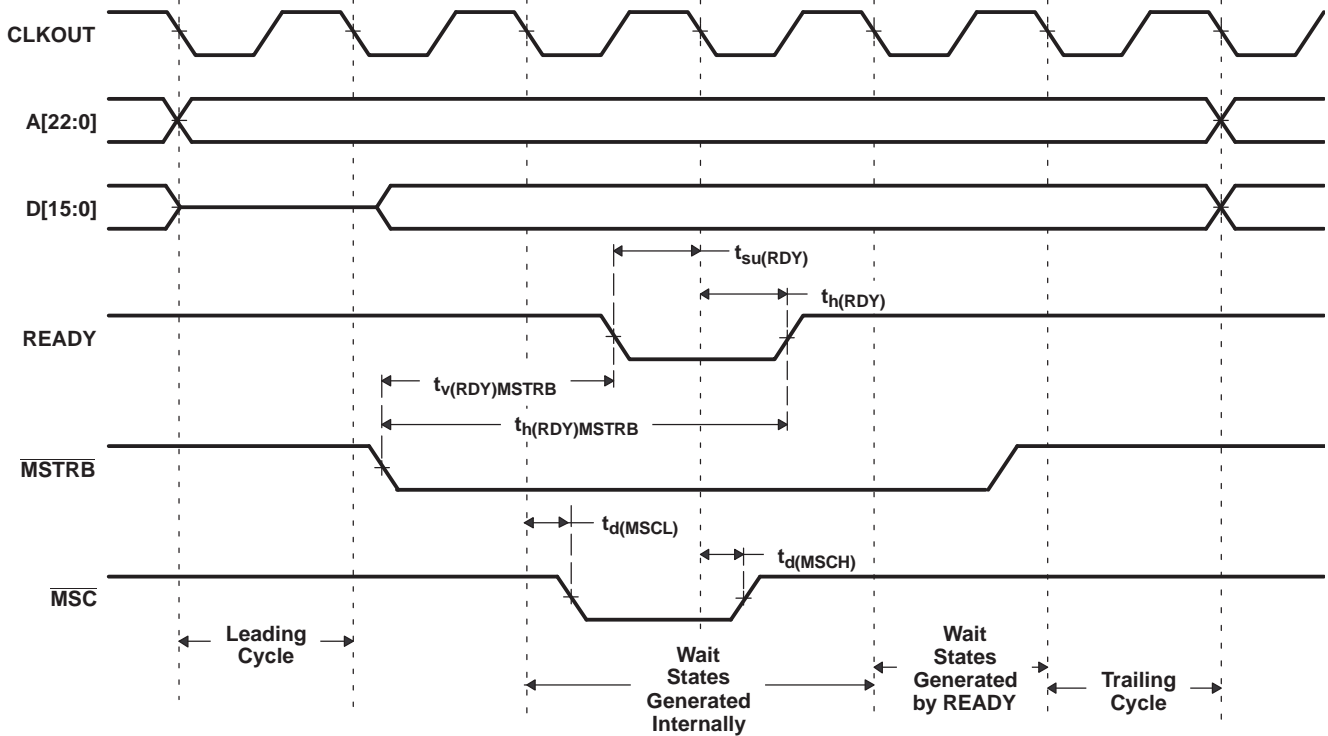 CLKOUT
A[22:0]
D[15:0]
tsu(RDY)
th(RDY)
READY
tv(RDY)MSTRB
th(RDY)MSTRB
MSTRB
td(MSCL)
td(MSCH)
MSC
Leading
Cycle
Wait
States
Generated
Internally
Wait
States
Generated
by READY
Trailing
Cycle